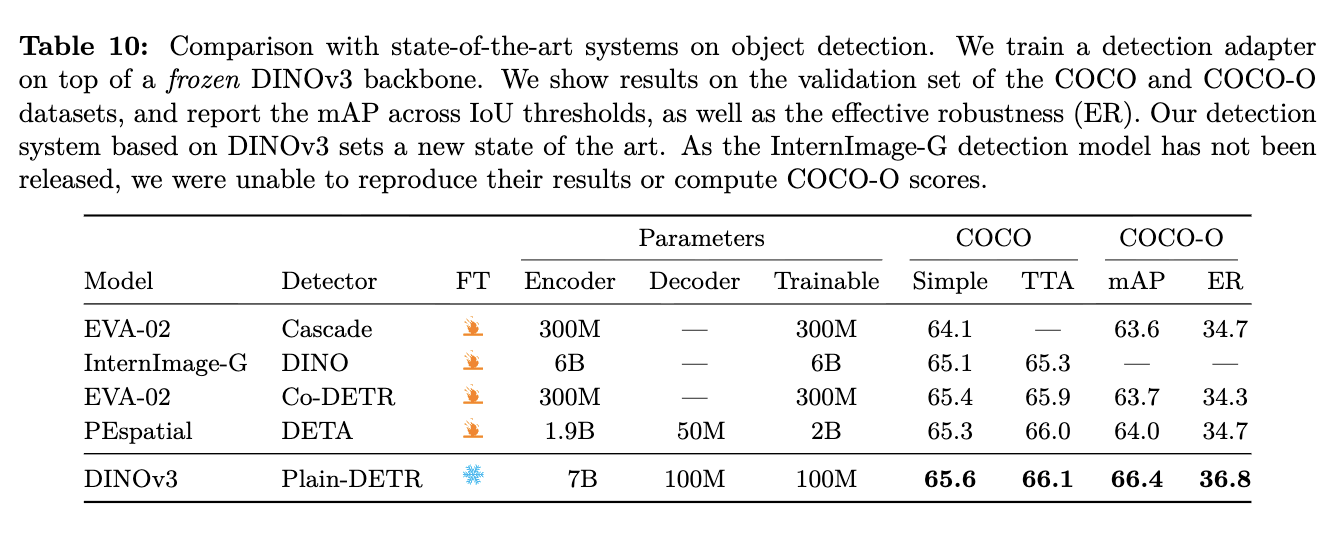 Table 10: Comparison with state-of-the-art systems on object detection. We train a detection adapter
on top of a frozen DINOv3 backbone. We show results on the validation set of the COCO and COCO-O
datasets, and report the mAP across IoU thresholds, as well as the effective robustness (ER). Our detection
system based on DINOv3 sets a new state of the art. As the InternImage-G detection model has not been
released, we were unable to reproduce their results or compute COCO-O scores.
Parameters COCO COCO-O
Model Detector FT Encoder Decoder Trainable Simple TTA mAP ER
EVA-02 Cascade 300M — 300M 64.1 — 63.6 34.7
InternImage-G DINO 6B — 6B 65.1 65.3 — —
EVA-02 Co-DETR 300M — 300M 65.4 65.9 63.7 34.3
PEspatial DETA 1.9B 50M 2B 65.3 66.0 64.0 34.7
DINOv3 Plain-DETR 7B 100M 100M 65.6 66.1 66.4 36.8